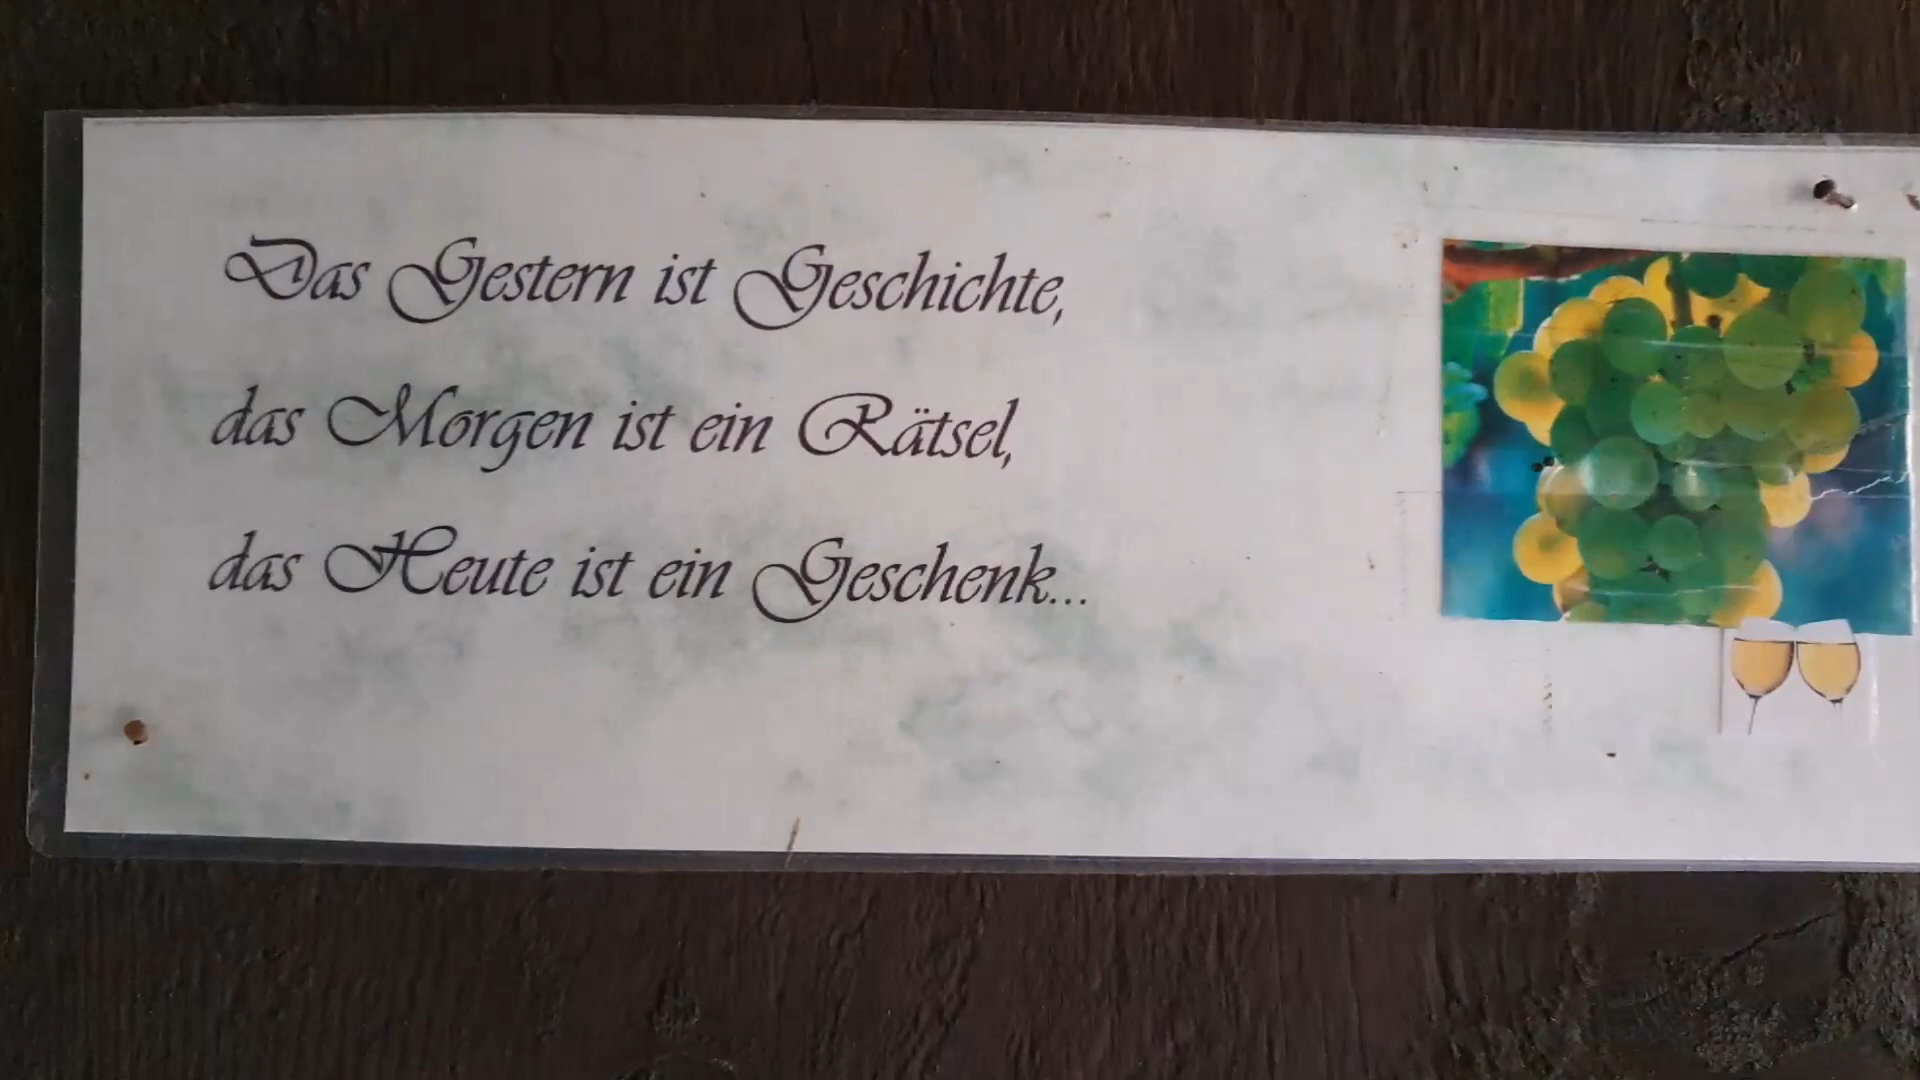 Das Gestern ist Geschichte,
das Morgen ist ein Rätsel,
das Heute ist ein Geschenk...